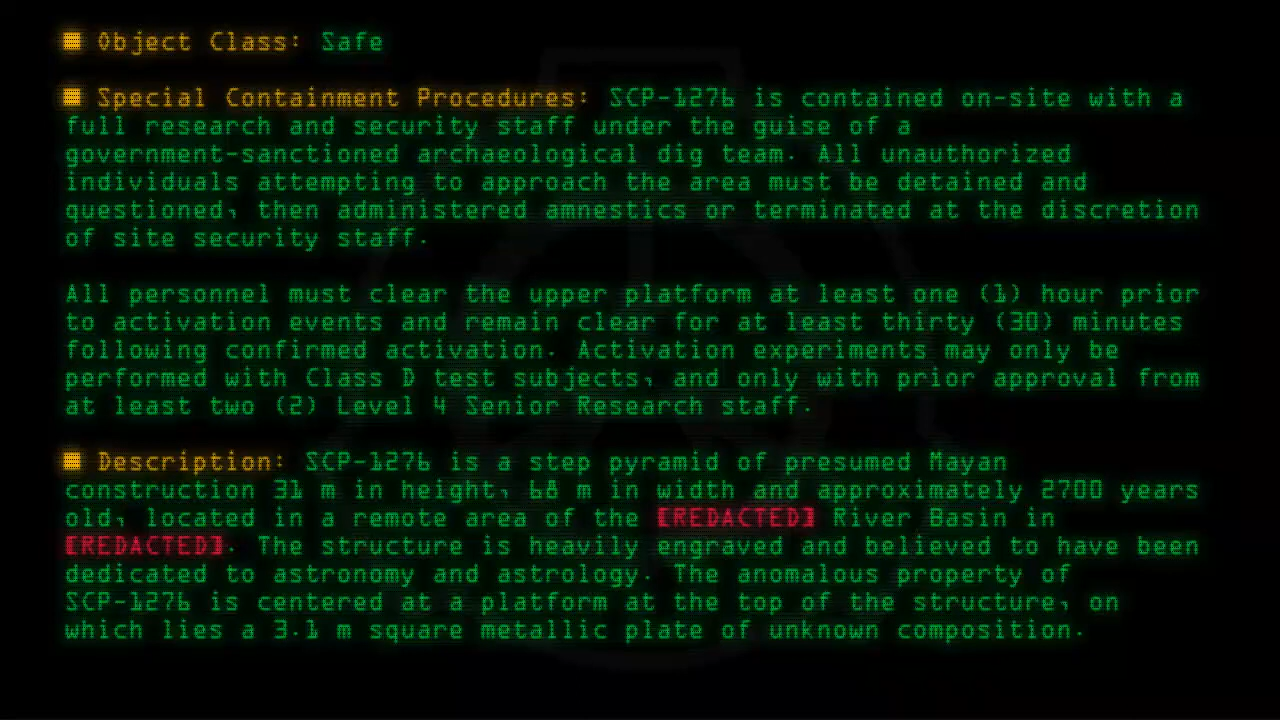 ■ Object Class: Safe
■ Special Containment Procedures: SCP-1276 is contained on-site with a
full research and security staff under the guise of a
government-sanctioned archaeological dig team. All unauthorized
individuals attempting to approach the area must be detained and
questioned, then administered amnestics or terminated at the discretion
of site security staff.
All personnel must clear the upper platform at least one (1) hour prior
to activation events and remain clear for at least thirty (30) minutes
following confirmed activation. Activation experiments may only be
performed with Class D test subjects, and only with prior approval from
at least two (2) Level 4 Senior Research staff.
■ Description: SCP-1276 is a step pyramid of presumed Mayan
construction 31 m in height, 68 m in width and approximately 2700 years
old, located in a remote area of the [REDACTED] River Basin in
[REDACTED]. The structure is heavily engraved and believed to have been
dedicated to astronomy and astrology. The anomalous property of
SCP-1276 is centered at a platform at the top of the structure, on
which lies a 3.1 m square metallic plate of unknown composition.